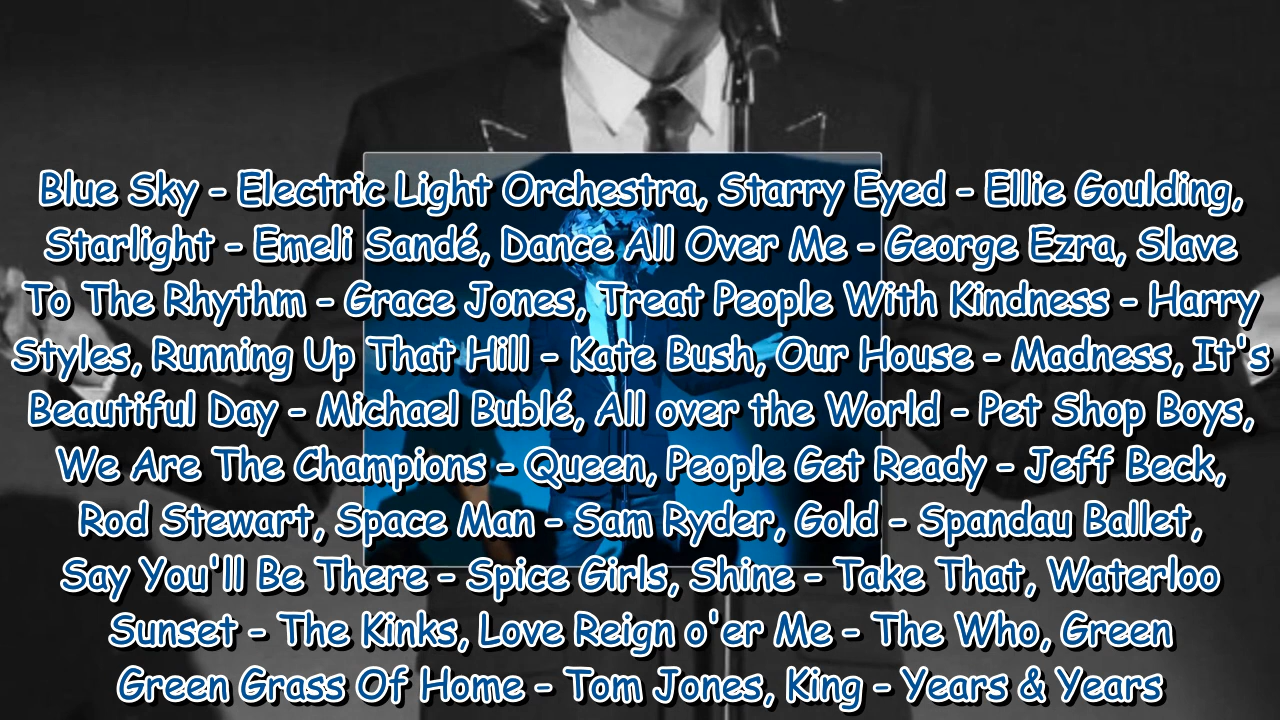 Blue Sky – Electric Light Orchestra, Starry Eyed – Ellie Goulding,
Starlight – Emeli Sandé, Dance All Over Me – George Ezra, Slave
To The Rhythm – Grace Jones, Treat People With Kindness – Harry
Styles, Running Up That Hill – Kate Bush, Our House – Madness, It's
Beautiful Day – Michael Bublé, All over the World – Pet Shop Boys,
We Are The Champions – Queen, People Get Ready – Jeff Beck,
Rod Stewart, Space Man – Sam Ryder, Gold – Spandau Ballet,
Say You'll Be There – Spice Girls, Shine – Take That, Waterloo
Sunset – The Kinks, Love Reign o'er Me – The Who, Green
Green Grass Of Home – Tom Jones, King – Years & Years